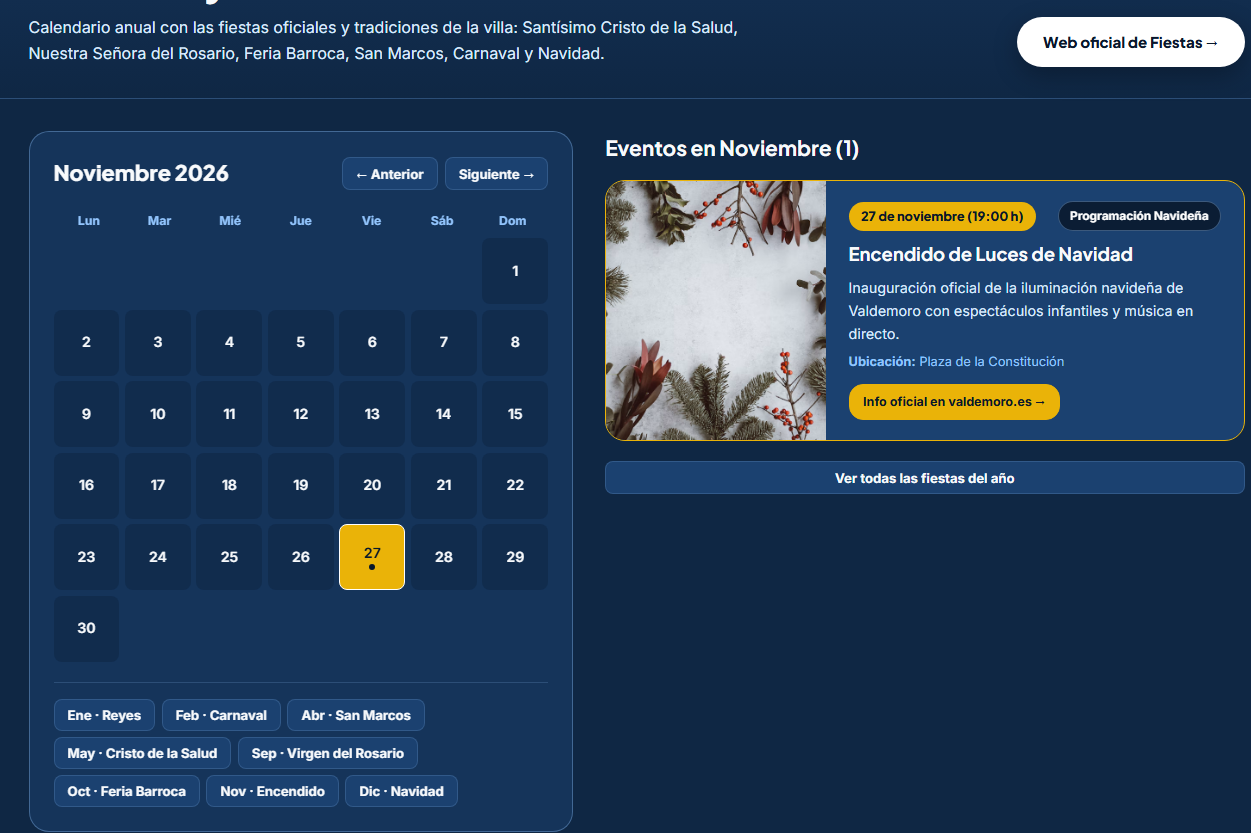 Calendario anual con las fiestas oficiales y tradiciones de la villa: Santísimo Cristo de la Salud,
Nuestra Señora del Rosario, Feria Barroca, San Marcos, Carnaval y Navidad.
Web oficial de Fiestas →
Noviembre 2026
← Anterior
Siguiente →
Lun Mar Mié Jue Vie Sáb Dom
1
2 3 4 5 6 7 8
9 10 11 12 13 14 15
16 17 18 19 20 21 22
23 24 25 26 27 28 29
30
Ene · Reyes
Feb · Carnaval
Abr · San Marcos
May · Cristo de la Salud
Sep · Virgen del Rosario
Oct · Feria Barroca
Nov · Encendido
Dic · Navidad
Eventos en Noviembre (1)
27 de noviembre (19:00 h)
Programación Navideña
Encendido de Luces de Navidad
Inauguración oficial de la iluminación navideña de
Valdemoro con espectáculos infantiles y música en
directo.
Ubicación: Plaza de la Constitución
Info oficial en valdemoro.es →
Ver todas las fiestas del año